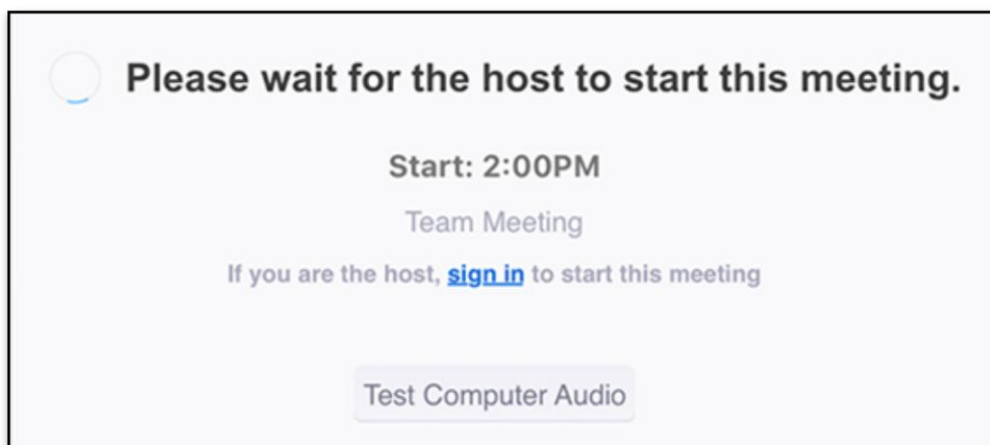 Please wait for the host to start this meeting.
Start: 2:00PM
Team Meeting
If you are the host, sign in to start this meeting
Test Computer Audio